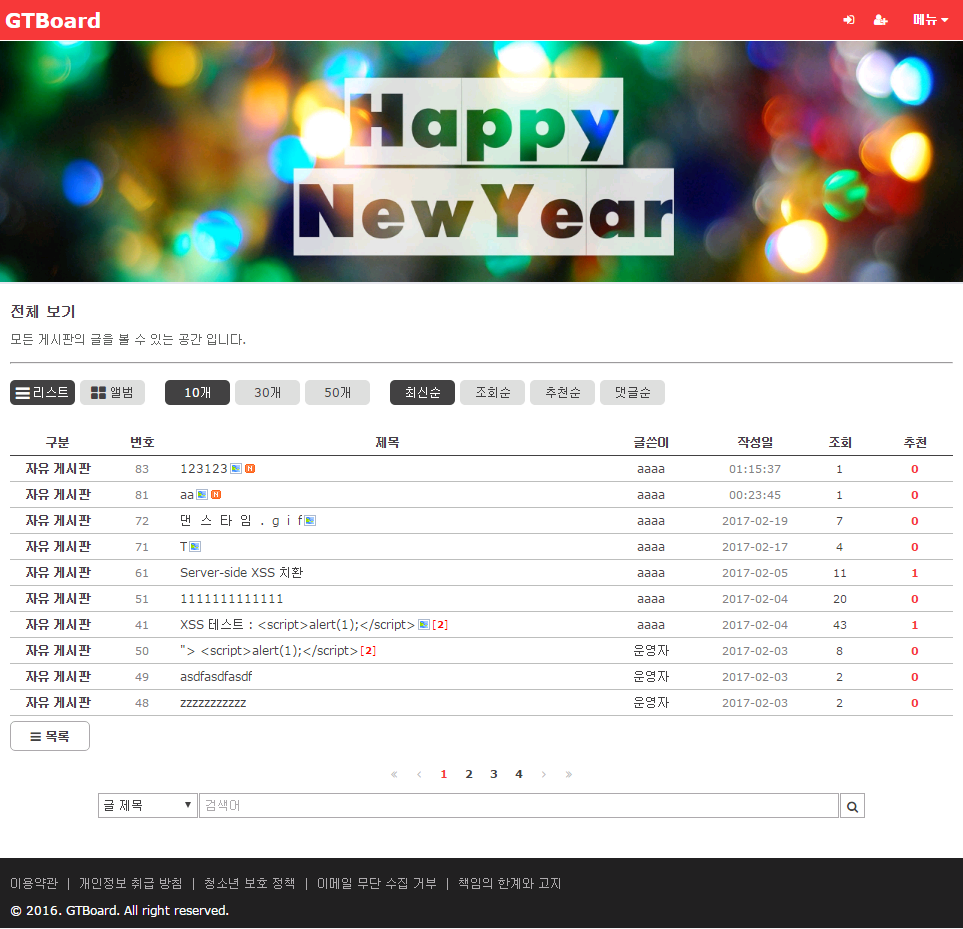 GTBoard 메뉴
Happy
NewYear
전체 보기
모든 게시판의 글을 볼 수 있는 공간 입니다.
리스트 앨범 10개 30개 50개 최신순 조회순 추천순 댓글순
구분 번호 제목 글쓴이 작성일 조회 추천
자유 게시판 83 123123 N aaaa 01:15:37 1 0
자유 게시판 81 aa N aaaa 00:23:45 1 0
자유 게시판 72 댄 스 타 임 . g i f aaaa 2017-02-19 7 0
자유 게시판 71 T aaaa 2017-02-17 4 0
자유 게시판 61 Server-side XSS 치환 aaaa 2017-02-05 11 1
자유 게시판 51 1111111111111 aaaa 2017-02-04 20 0
자유 게시판 41 XSS 테스트 : <script>alert(1);</script> [2] aaaa 2017-02-04 43 1
자유 게시판 50 "> <script>alert(1);</script> [2] 운영자 2017-02-03 8 0
자유 게시판 49 asdfasdfasdf 운영자 2017-02-03 2 0
자유 게시판 48 zzzzzzzzzzz 운영자 2017-02-03 2 0
목록
« ‹ 1 2 3 4 › »
글 제목 검색어
이용약관 | 개인정보 취급 방침 | 청소년 보호 정책 | 이메일 무단 수집 거부 | 책임의 한계와 고지
© 2016. GTBoard. All right reserved.